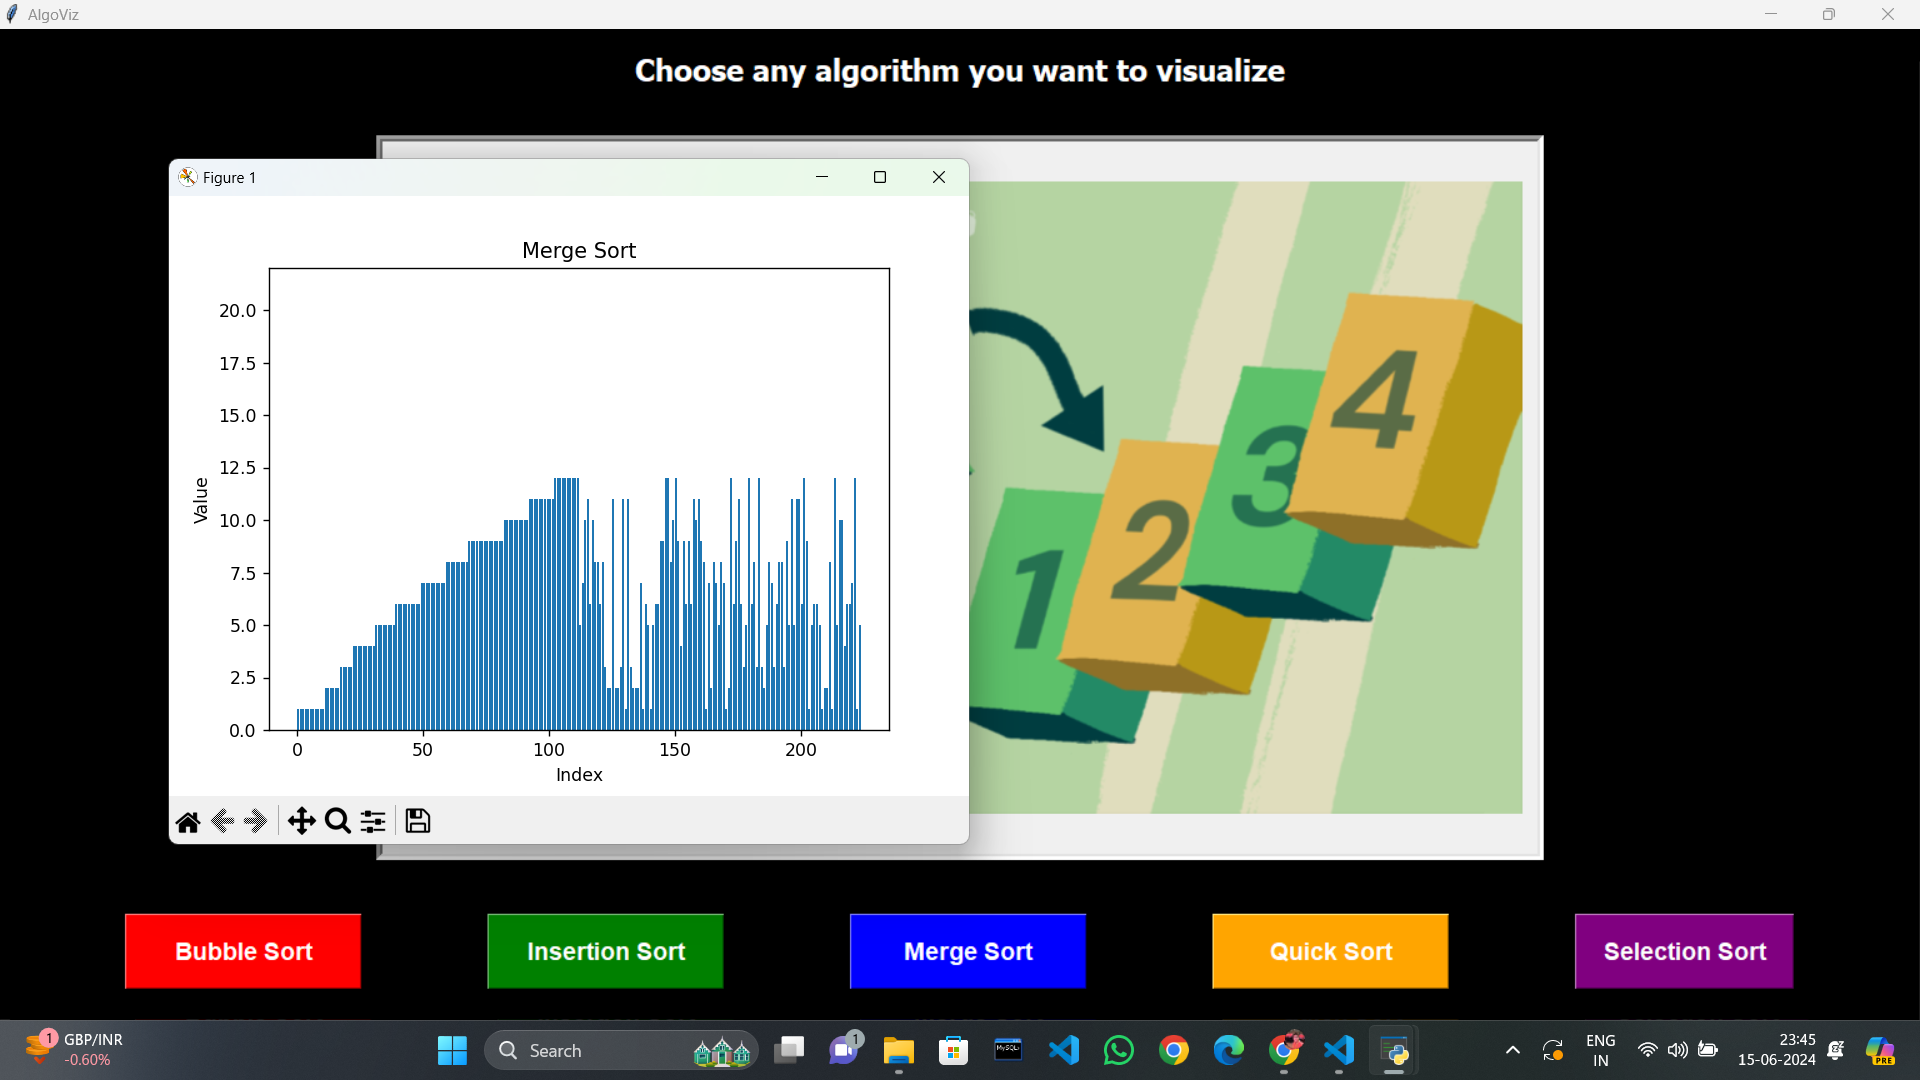 AlgoViz
Choose any algorithm you want to visualize
Figure 1
Merge Sort
20.0
17.5
15.0
12.5
10.0
7.5
5.0
2.5
0.0
Value
0 50 100 150 200
Index
1 2 3 4
Bubble Sort
Insertion Sort
Merge Sort
Quick Sort
Selection Sort
1
GBP/INR
-0.60%
Search
1
MySQL
PRE
ENG
IN
23:45
15-06-2024